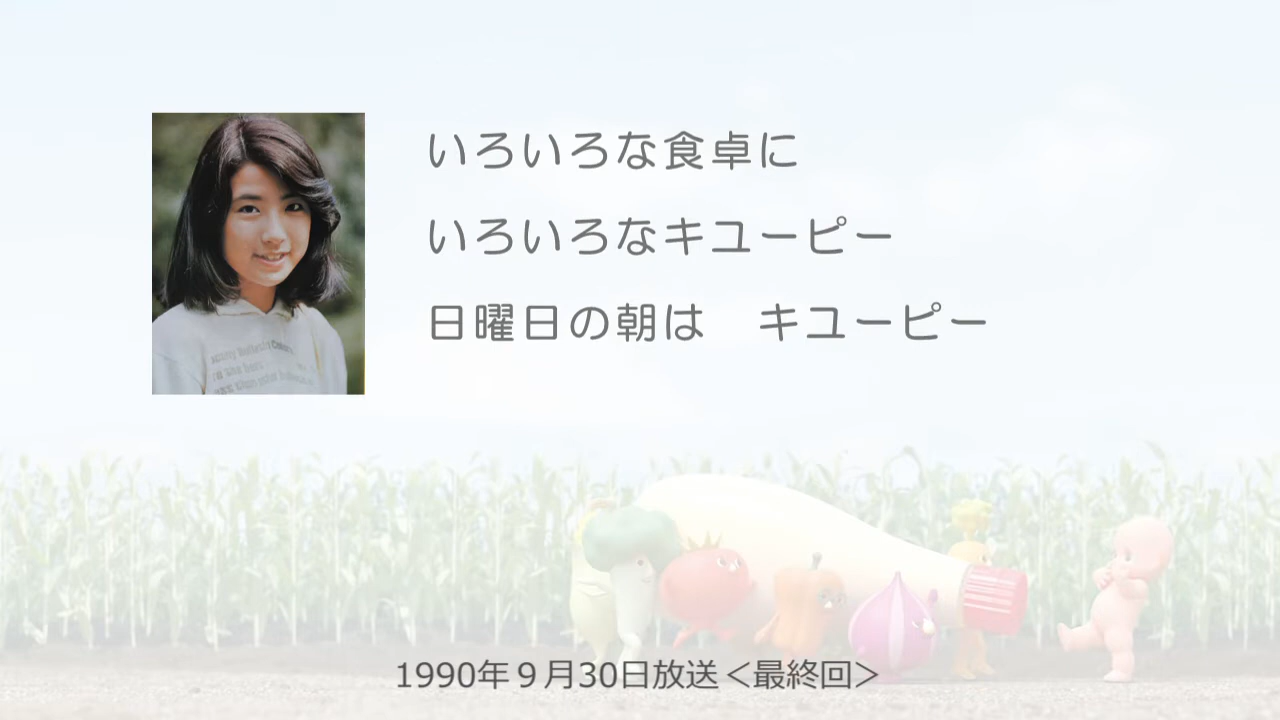 いろいろな食卓に
いろいろなキユーピー
日曜日の朝は　キユーピー
1990年９月30日放送＜最終回＞